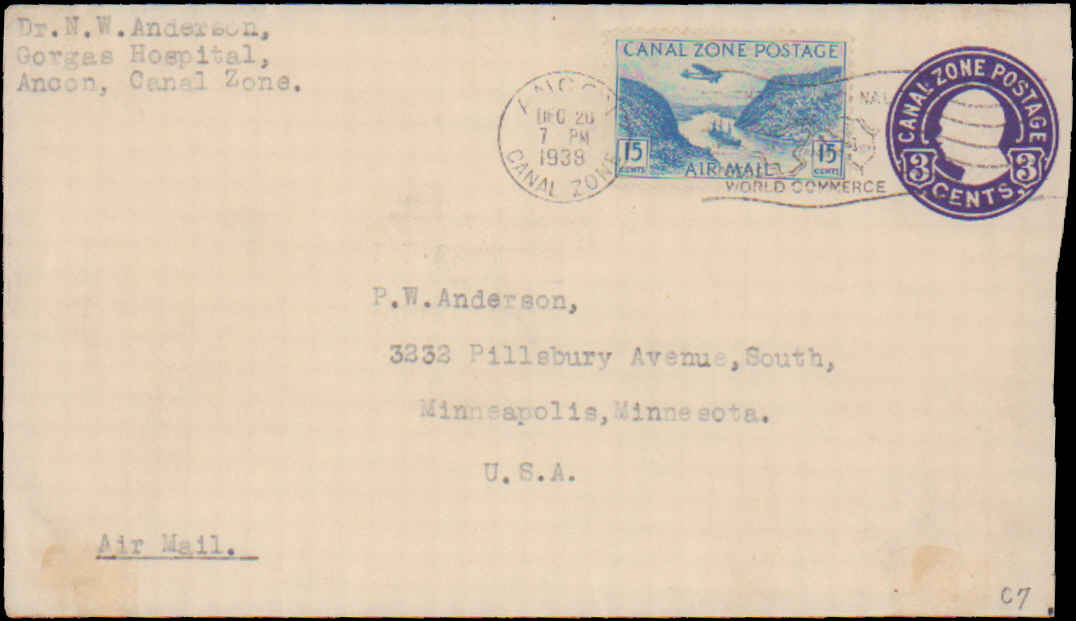 Dr.N.W.Anderson,
Gorgas Hospital,
Ancon, Canal Zone.
ANCON
DEC 20
7 PM
1938
CANAL ZONE
CANAL ZONE POSTAGE
15 CENTS
AIR MAIL
15 CENTS
WORLD COMMERCE
CANAL ZONE POSTAGE
3 3
CENTS
P.W.Anderson,
3232 Pillsbury Avenue,South,
Minneapolis,Minnesota.
U.S.A.
Air Mail.
C7